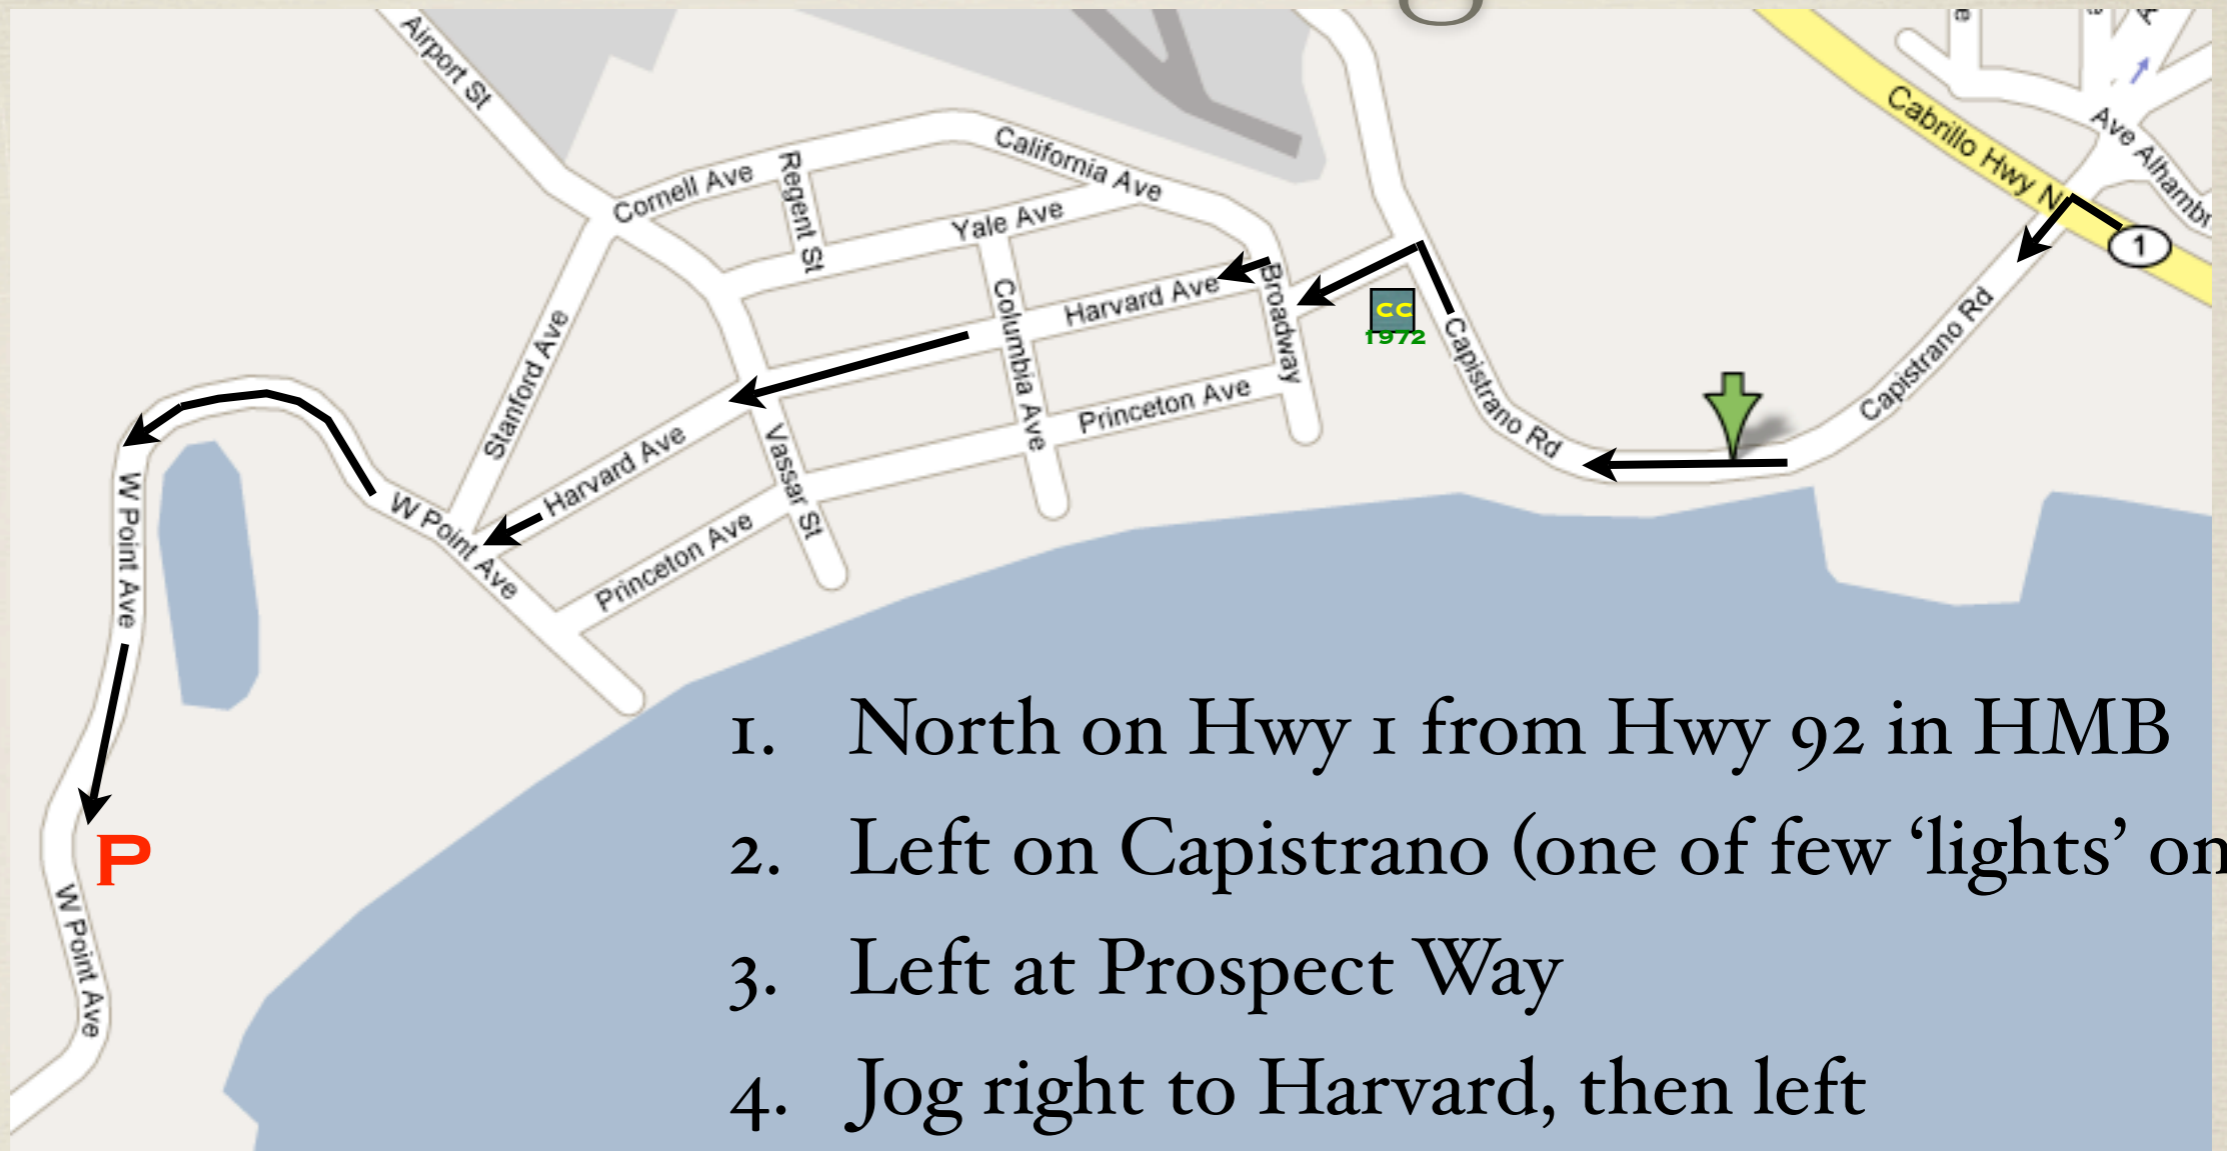 g
Airport St
Cornell Ave
Regent St
California Ave
Yale Ave
Cabrillo Hwy N
Ave Alhambr
1
Stanford Ave
Columbia Ave
Harvard Ave
Broadway
CC
1972
Capistrano Rd
Capistrano Rd
Harvard Ave
Vassar St
Princeton Ave
Princeton Ave
W Point Ave
W Point Ave
P
W Point Ave
1. North on Hwy 1 from Hwy 92 in HMB
2. Left on Capistrano (one of few ‘lights’ on
3. Left at Prospect Way
4. Jog right to Harvard, then left